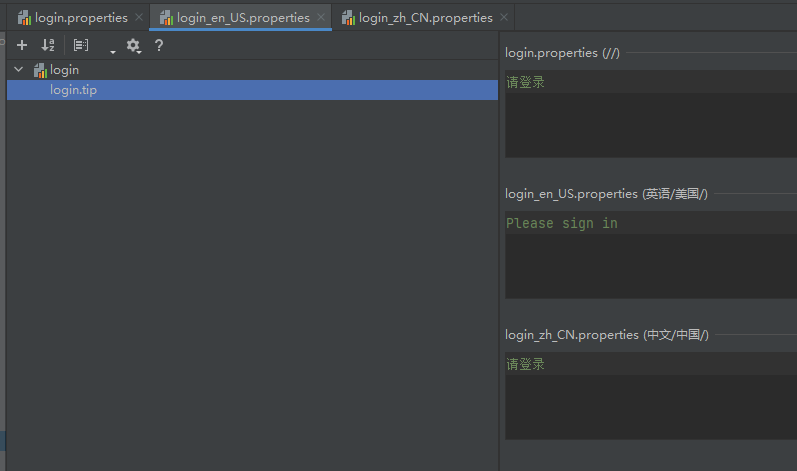 login.properties
login_en_US.properties
login_zh_CN.properties
login
login.tip
login.properties (//)
请登录
login_en_US.properties (英语/美国/)
Please sign in
login_zh_CN.properties (中文/中国/)
请登录